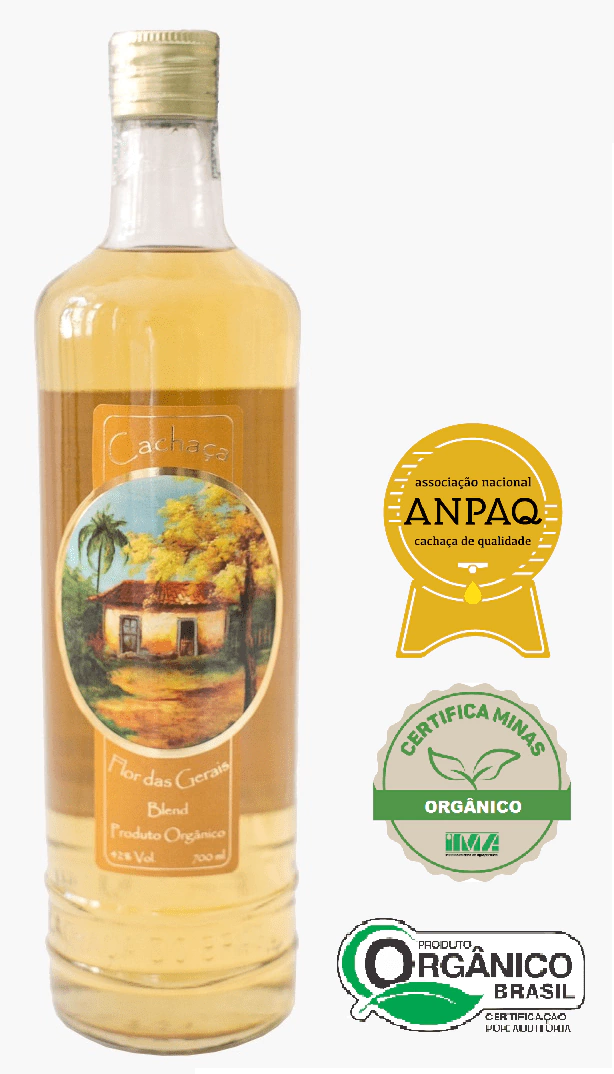 Cachaça
Flor das Gerais
Blend
Produto Orgânico
42% Vol. 700 ml
associação nacional
ANPAQ
cachaça de qualidade
CERTIFICA MINAS
ORGÂNICO
IMA
PRODUTO
ORGÂNICO
BRASIL
CERTIFICAÇÃO
POR AUDITORIA